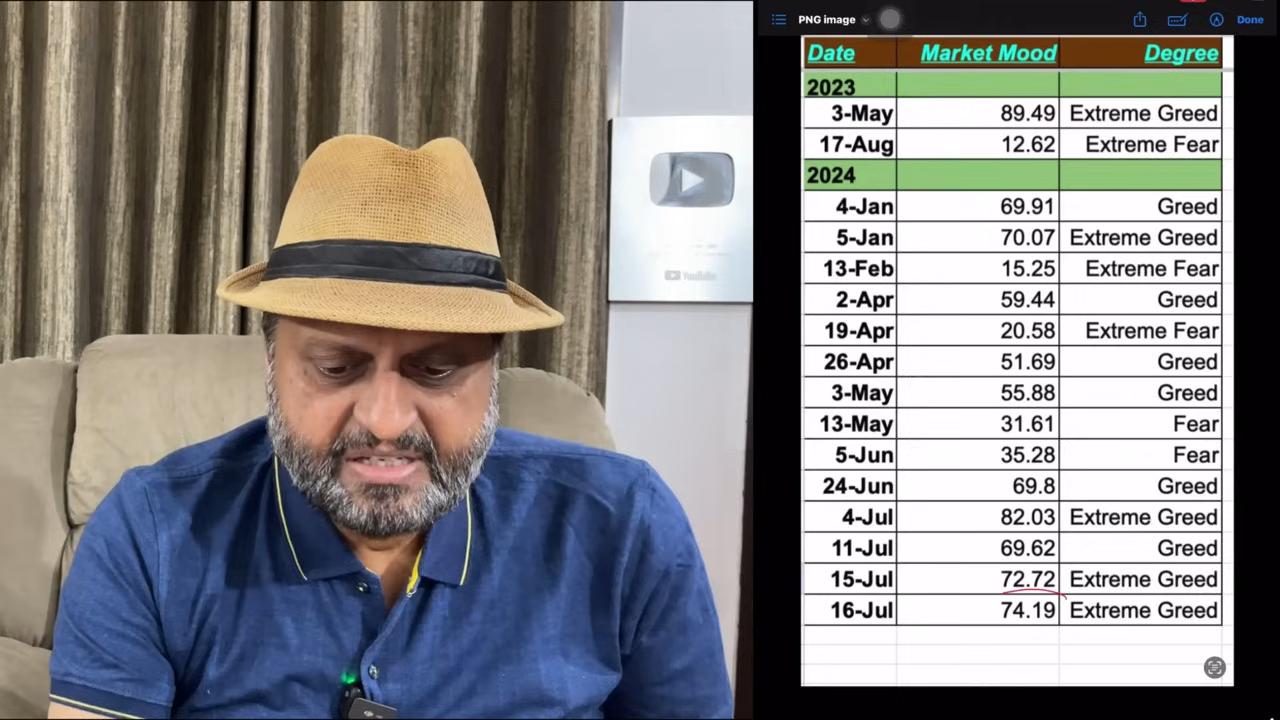 PNG image
Done
Date Market Mood Degree
2023
3-May 89.49 Extreme Greed
17-Aug 12.62 Extreme Fear
2024
4-Jan 69.91 Greed
5-Jan 70.07 Extreme Greed
13-Feb 15.25 Extreme Fear
2-Apr 59.44 Greed
19-Apr 20.58 Extreme Fear
26-Apr 51.69 Greed
3-May 55.88 Greed
13-May 31.61 Fear
5-Jun 35.28 Fear
24-Jun 69.8 Greed
4-Jul 82.03 Extreme Greed
11-Jul 69.62 Greed
15-Jul 72.72 Extreme Greed
16-Jul 74.19 Extreme Greed
YouTube